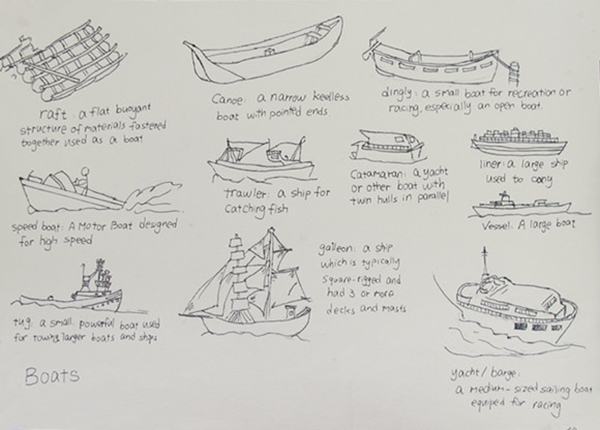 raft: a flat buoyant
structure of materials fastened
together used as a boat
Canoe: a narrow keelless
boat with pointed ends
dingly: a small boat for recreation or
racing, especially an open boat.
speed boat: A Motor Boat designed
for high speed
trawler: a ship for
Catching fish
Catamaran: a yacht
or other boat with
twin hulls in parallel
liner: a large ship
used to cany
Vessel: A large boat
tug: a small, powerful boat used
for towing larger boats and ships
galleon: a ship
which is typically
square-rigged and
had 3 or more
decks and masts
yacht/barge:
a medium-sized sailing boat
equiped for racing
Boats